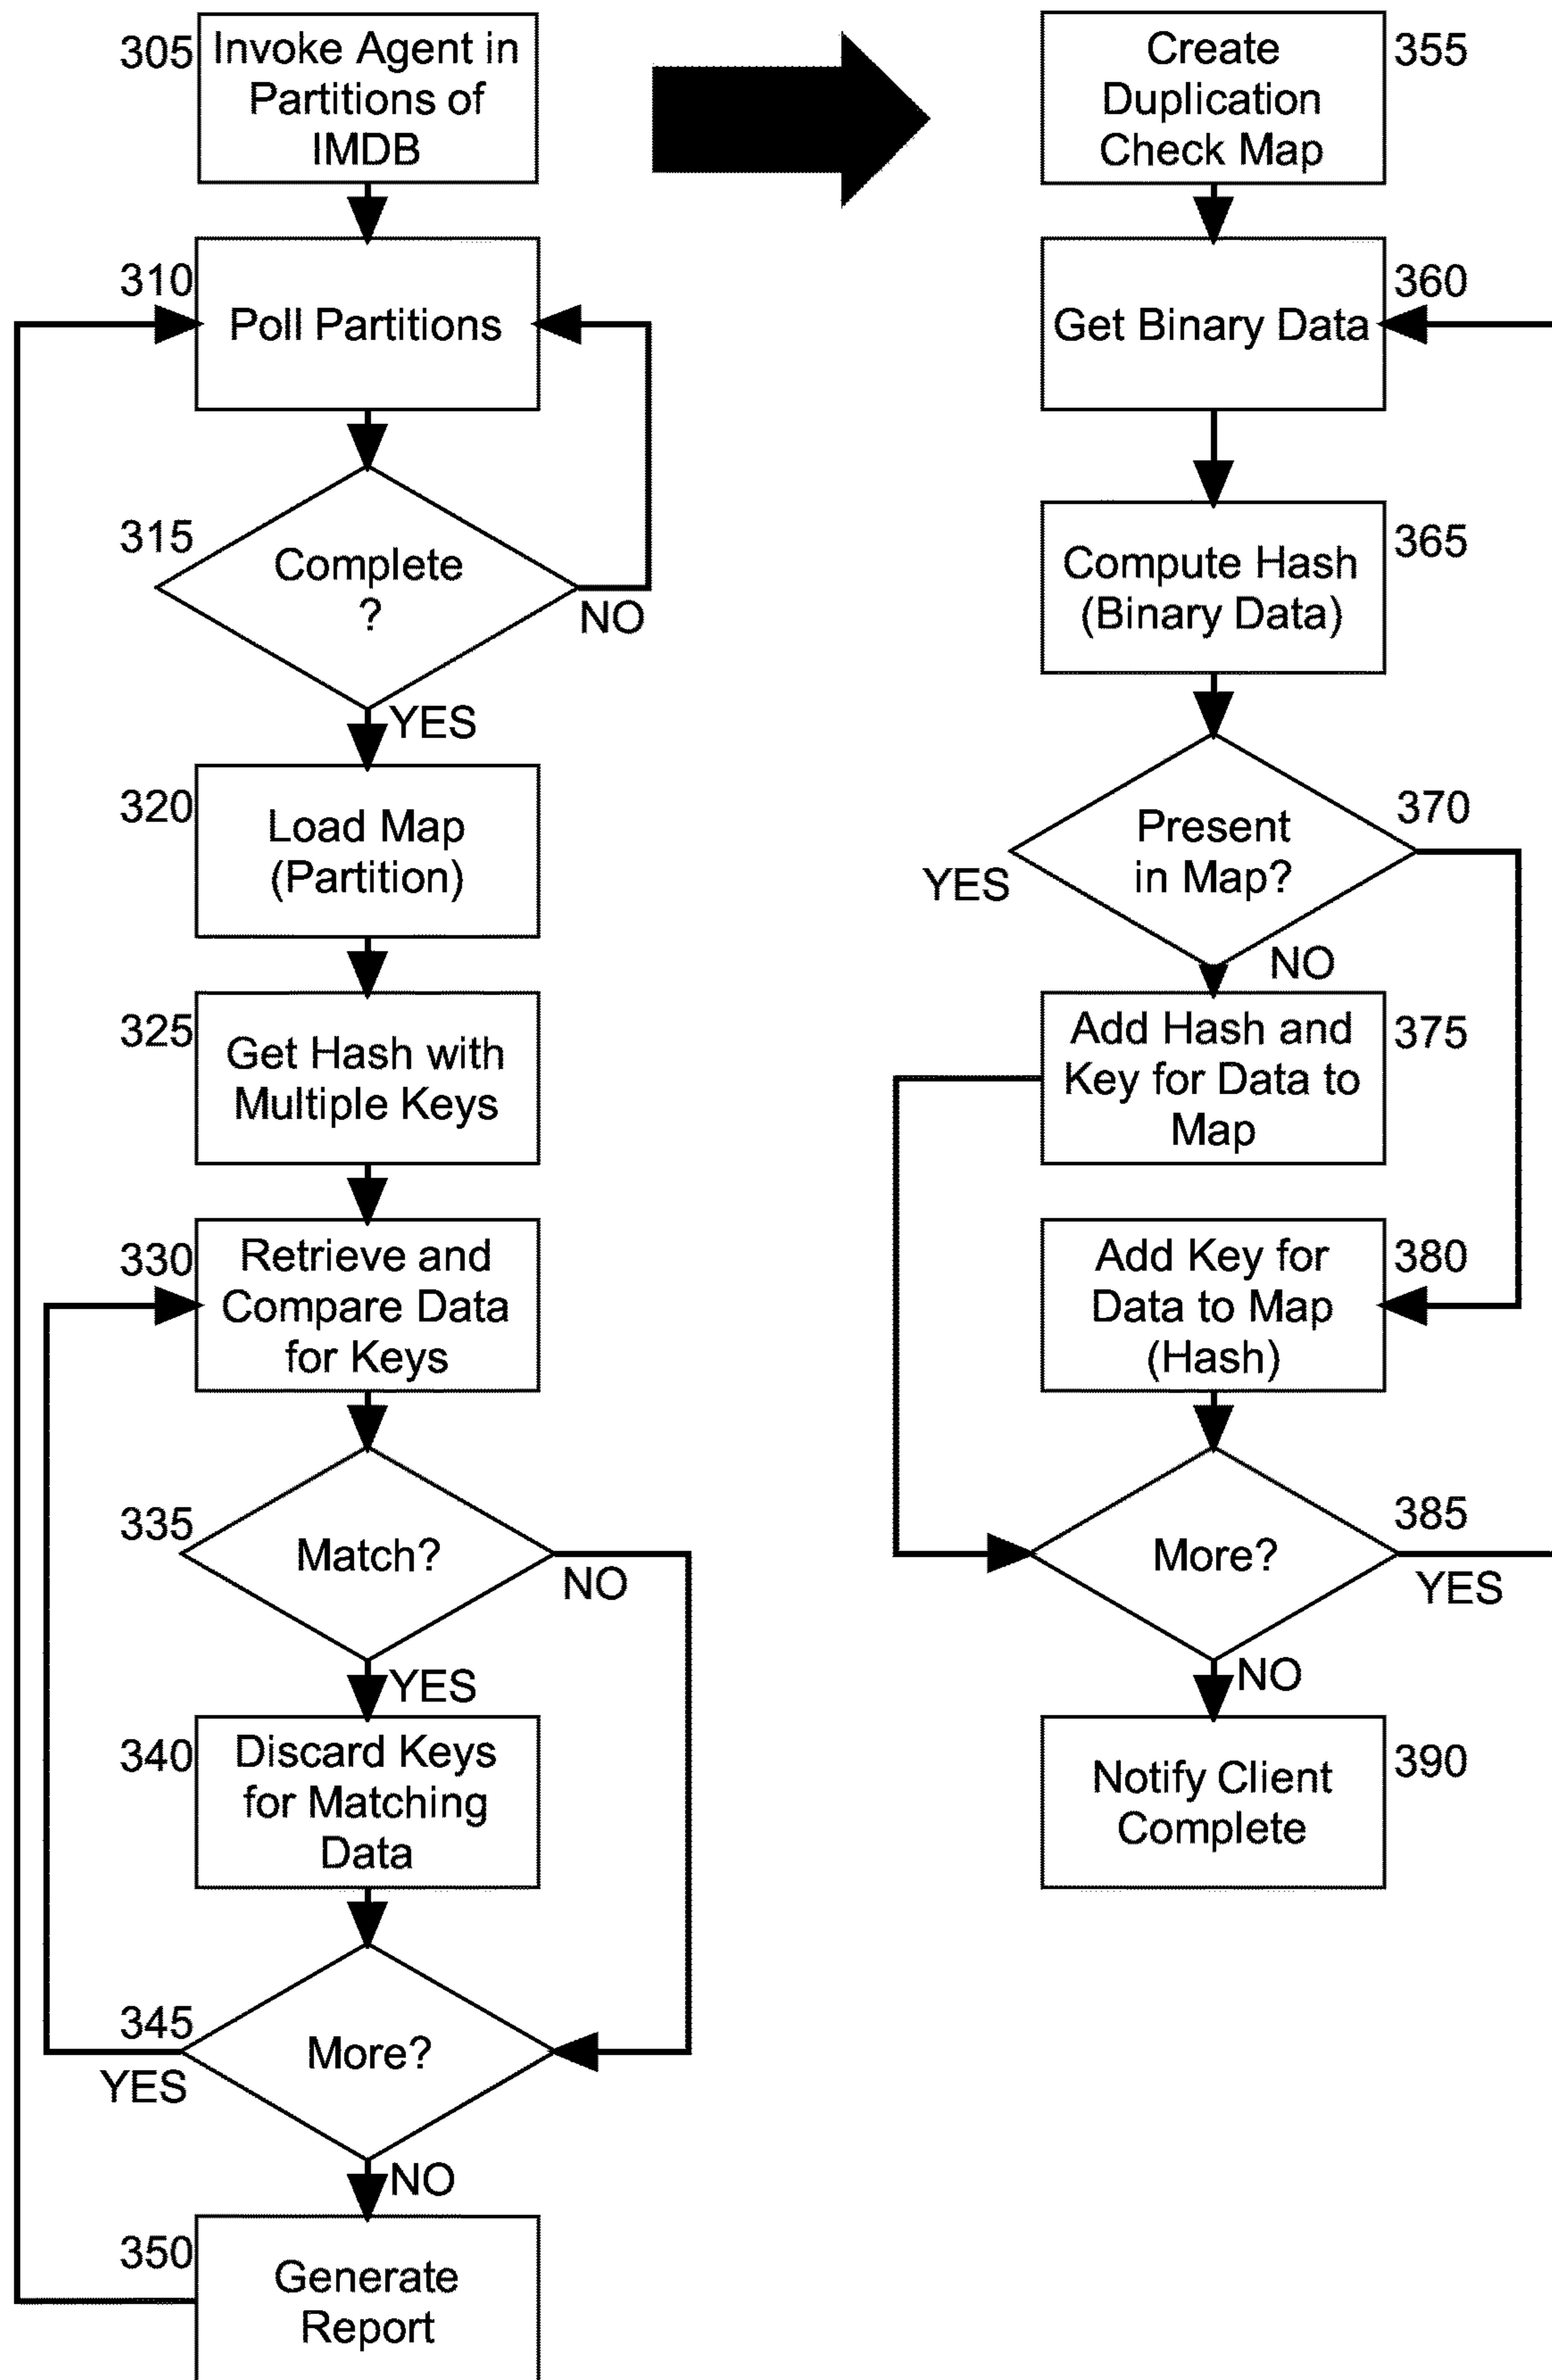 305
Invoke Agent in
Partitions of
IMDB
310
Poll Partitions
315
Complete
?
NO
YES
320
Load Map
(Partition)
325
Get Hash with
Multiple Keys
330
Retrieve and
Compare Data
for Keys
335
Match?
NO
YES
340
Discard Keys
for Matching
Data
345
More?
YES
NO
350
Generate
Report
Create
Duplication
Check Map
355
Get Binary Data
360
Compute Hash
(Binary Data)
365
Present
in Map?
370
YES
NO
Add Hash and
Key for Data to
Map
375
Add Key for
Data to Map
(Hash)
380
More?
385
YES
NO
Notify Client
Complete
390